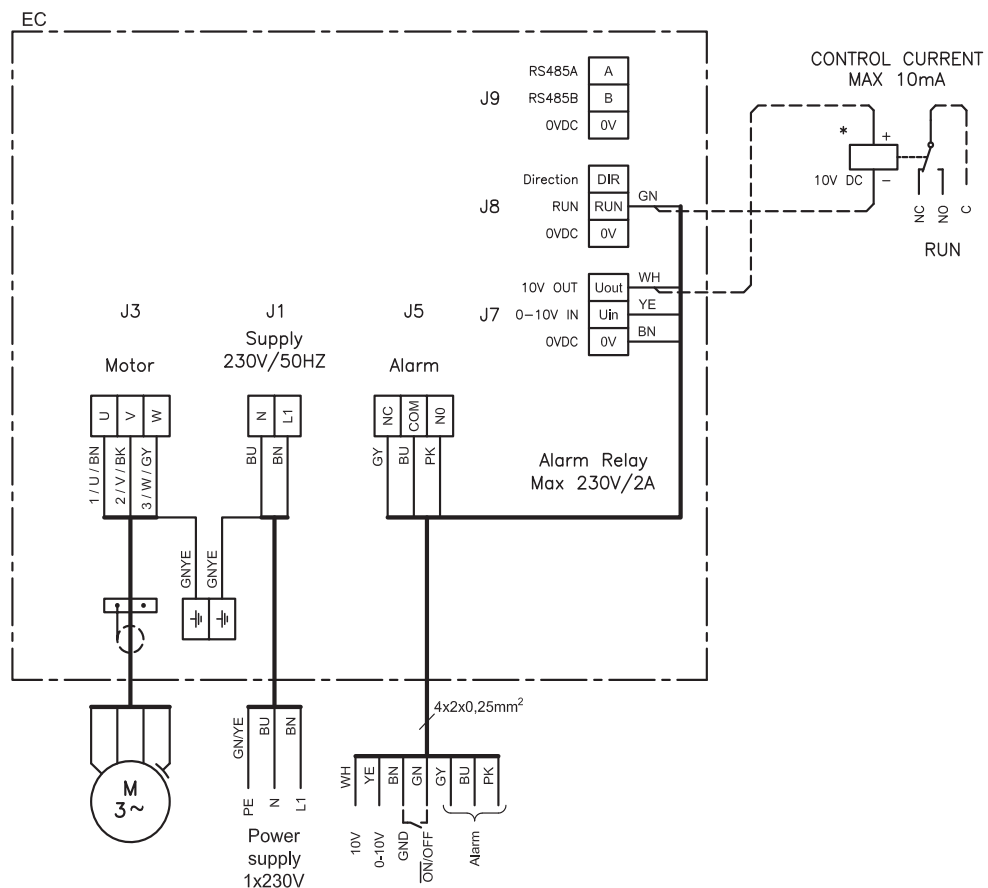 EC
CONTROL CURRENT
MAX 10mA
J9
RS485A A
RS485B B
0VDC 0V
*
+
10V DC
–
NC
NO
C
RUN
J8
Direction DIR
RUN RUN GN
0VDC 0V
J7
10V OUT Uout WH
0–10V IN Uin YE
0VDC 0V BN
J3
Motor
U V W
1 / U / BN
2 / V / BK
3 / W / GY
J1
Supply
230V/50HZ
N L1
BU BN
J5
Alarm
NC COM N0
GY BU PK
Alarm Relay
Max 230V/2A
GNYE
GNYE
4x2x0,25mm²
M
3~
GN/YE BU BN
PE N L1
Power
supply
1x230V
WH YE BN GN GY BU PK
10V
0-10V
GND
ON/OFF
Alarm